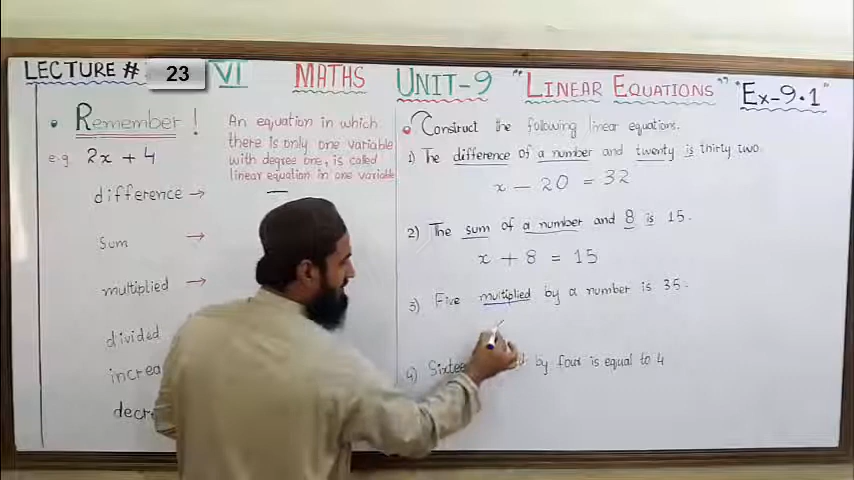 LECTURE # 23 VI MATHS UNIT-9 "LINEAR EQUATIONS" "Ex-9.1"
Remember!
e.g 2x + 4
difference →
Sum →
multiplied →
divided
An equation in which
there is only one variable
with degree one, is called
linear equation in one variable
Construct the following linear equations.
1) The difference of a number and twenty is thirty two.
x - 20 = 32
2) The sum of a number and 8 is 15.
x + 8 = 15
3) Five multiplied by a number is 35.
4) by four is equal to 4